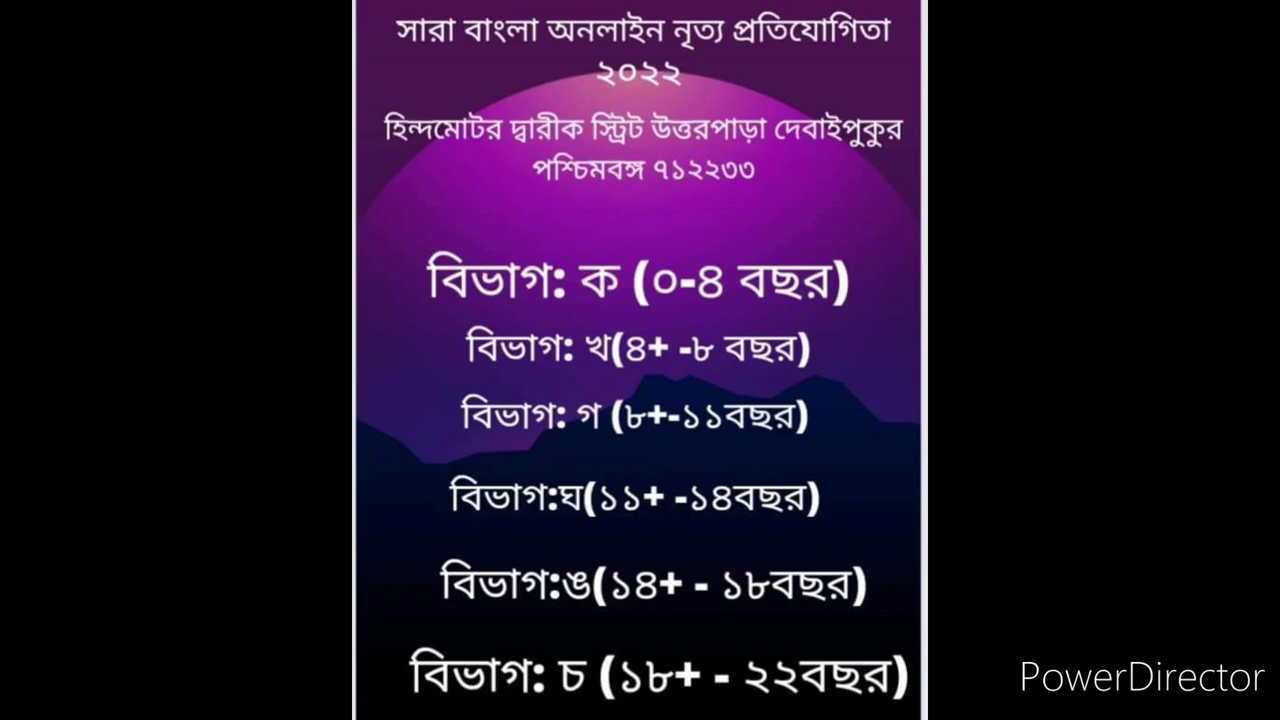 সারা বাংলা অনলাইন নৃত্য প্রতিযোগিতা
২০২২
হিন্দমোটর দ্বারীক স্ট্রিট উত্তরপাড়া দেবাইপুকুর
পশ্চিমবঙ্গ ৭১২২৩৩
বিভাগ: ক (০-৪ বছর)
বিভাগ: খ(৪+ -৮ বছর)
বিভাগ: গ (৮+-১১বছর)
বিভাগ:ঘ(১১+ -১৪বছর)
বিভাগ:ঙ(১৪+ - ১৮বছর)
বিভাগ: চ (১৮+ - ২২বছর)
PowerDirector